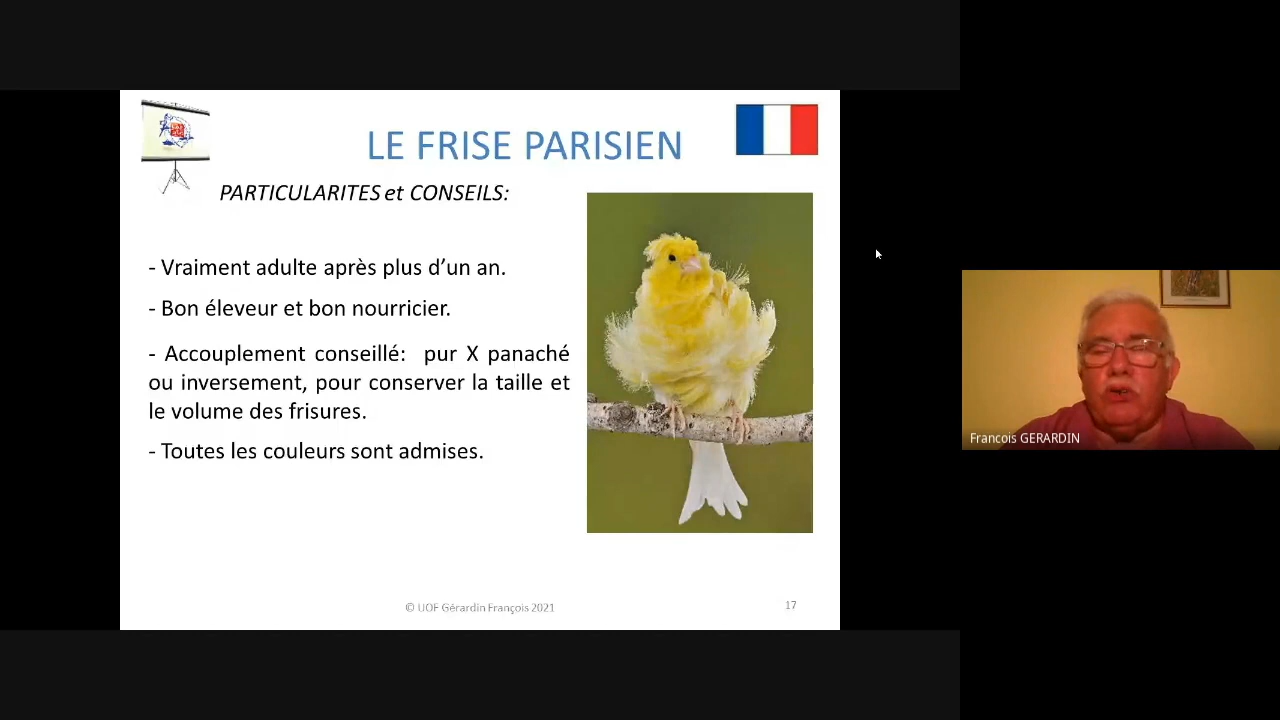 LE FRISE PARISIEN
PARTICULARITES et CONSEILS:
- Vraiment adulte après plus d’un an.
- Bon éleveur et bon nourricier.
- Accouplement conseillé: pur X panaché
ou inversement, pour conserver la taille et
le volume des frisures.
- Toutes les couleurs sont admises.
© UOF Gérardin François 2021
17
Francois GERARDIN